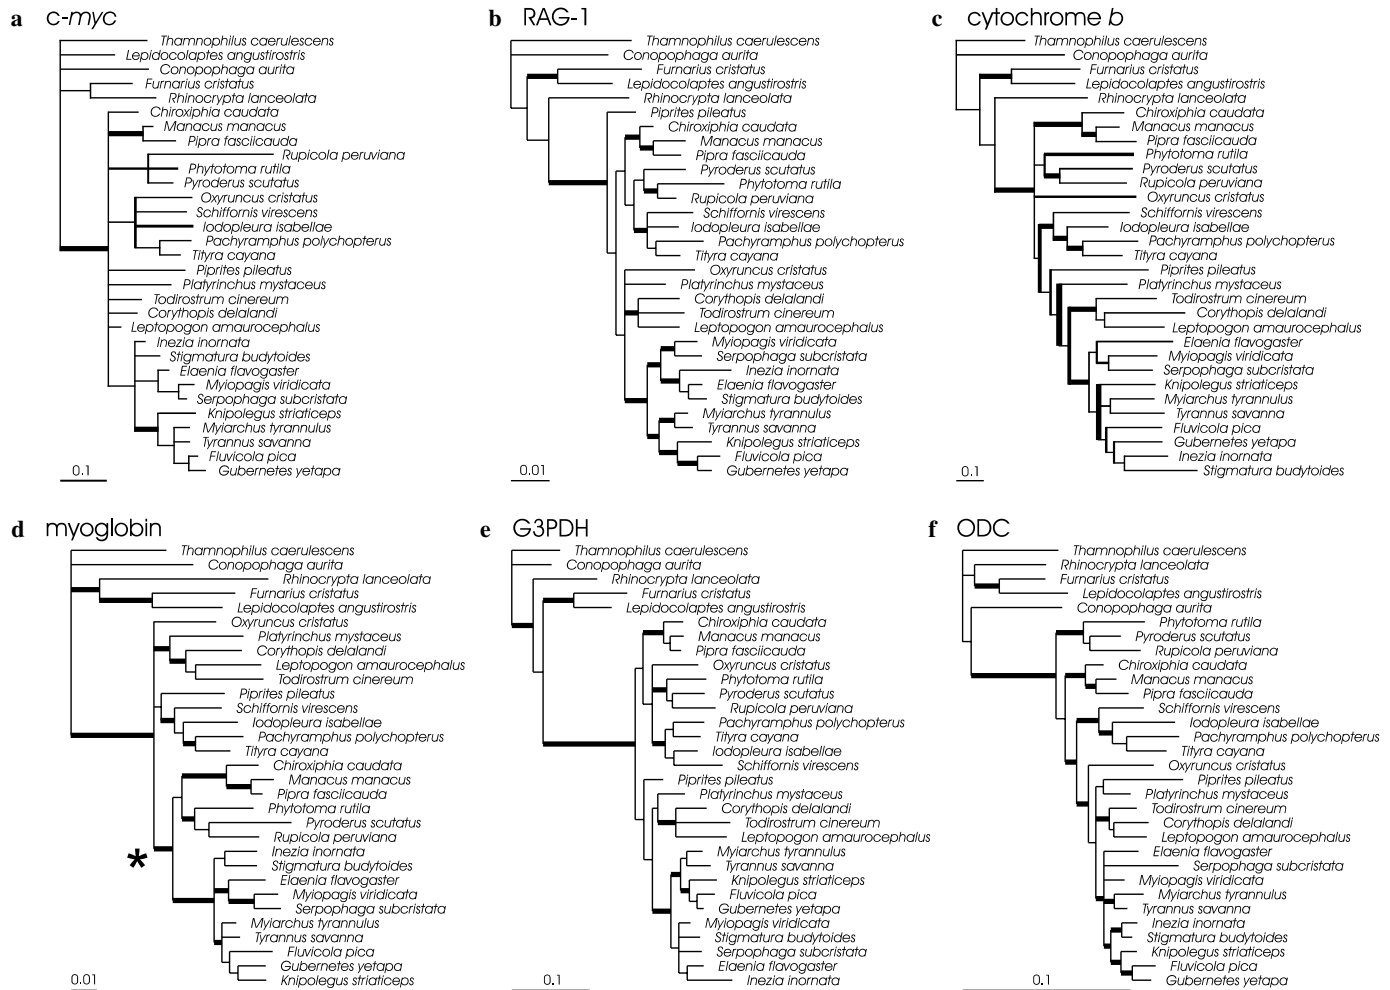 a c-myc
Thamnophilus caerulescens
Lepidocolaptes angustirostris
Conopophaga aurita
Furnarius cristatus
Rhinocrypta lanceolata
Chiroxiphia caudata
Manacus manacus
Pipra fasciicauda
Rupicola peruviana
Phytotoma rutila
Pyroderus scutatus
Oxyruncus cristatus
Schiffornis virescens
Iodopleura isabellae
Pachyramphus polychopterus
Tityra cayana
Piprites pileatus
Platyrinchus mystaceus
Todirostrum cinereum
Corythopis delalandi
Leptopogon amaurocephalus
Inezia inornata
Stigmatura budytoides
Elaenia flavogaster
Myiopagis viridicata
Serpophaga subcristata
Knipolegus striaticeps
Myiarchus tyrannulus
Tyrannus savanna
Fluvicola pica
Gubernetes yetapa
0.1
b RAG-1
Thamnophilus caerulescens
Conopophaga aurita
Furnarius cristatus
Lepidocolaptes angustirostris
Rhinocrypta lanceolata
Piprites pileatus
Chiroxiphia caudata
Manacus manacus
Pipra fasciicauda
Pyroderus scutatus
Phytotoma rutila
Rupicola peruviana
Schiffornis virescens
Iodopleura isabellae
Pachyramphus polychopterus
Tityra cayana
Oxyruncus cristatus
Platyrinchus mystaceus
Corythopis delalandi
Todirostrum cinereum
Leptopogon amaurocephalus
Myiopagis viridicata
Serpophaga subcristata
Inezia inornata
Elaenia flavogaster
Stigmatura budytoides
Myiarchus tyrannulus
Tyrannus savanna
Knipolegus striaticeps
Fluvicola pica
Gubernetes yetapa
0.01
c cytochrome b
Thamnophilus caerulescens
Conopophaga aurita
Furnarius cristatus
Lepidocolaptes angustirostris
Rhinocrypta lanceolata
Chiroxiphia caudata
Manacus manacus
Pipra fasciicauda
Phytotoma rutila
Pyroderus scutatus
Rupicola peruviana
Oxyruncus cristatus
Schiffornis virescens
Iodopleura isabellae
Pachyramphus polychopterus
Tityra cayana
Piprites pileatus
Platyrinchus mystaceus
Todirostrum cinereum
Corythopis delalandi
Leptopogon amaurocephalus
Elaenia flavogaster
Myiopagis viridicata
Serpophaga subcristata
Knipolegus striaticeps
Myiarchus tyrannulus
Tyrannus savanna
Fluvicola pica
Gubernetes yetapa
Inezia inornata
Stigmatura budytoides
0.1
d myoglobin
Thamnophilus caerulescens
Conopophaga aurita
Rhinocrypta lanceolata
Furnarius cristatus
Lepidocolaptes angustirostris
Oxyruncus cristatus
Platyrinchus mystaceus
Corythopis delalandi
Leptopogon amaurocephalus
Todirostrum cinereum
Piprites pileatus
Schiffornis virescens
Iodopleura isabellae
Pachyramphus polychopterus
Tityra cayana
Chiroxiphia caudata
Manacus manacus
Pipra fasciicauda
Phytotoma rutila
Pyroderus scutatus
Rupicola peruviana
*
Inezia inornata
Stigmatura budytoides
Elaenia flavogaster
Myiopagis viridicata
Serpophaga subcristata
Myiarchus tyrannulus
Tyrannus savanna
Fluvicola pica
Gubernetes yetapa
Knipolegus striaticeps
0.01
e G3PDH
Thamnophilus caerulescens
Conopophaga aurita
Rhinocrypta lanceolata
Furnarius cristatus
Lepidocolaptes angustirostris
Chiroxiphia caudata
Manacus manacus
Pipra fasciicauda
Oxyruncus cristatus
Phytotoma rutila
Pyroderus scutatus
Rupicola peruviana
Pachyramphus polychopterus
Tityra cayana
Iodopleura isabellae
Schiffornis virescens
Piprites pileatus
Platyrinchus mystaceus
Corythopis delalandi
Todirostrum cinereum
Leptopogon amaurocephalus
Myiarchus tyrannulus
Tyrannus savanna
Knipolegus striaticeps
Fluvicola pica
Gubernetes yetapa
Myiopagis viridicata
Stigmatura budytoides
Serpophaga subcristata
Elaenia flavogaster
Inezia inornata
0.1
f ODC
Thamnophilus caerulescens
Rhinocrypta lanceolata
Furnarius cristatus
Lepidocolaptes angustirostris
Conopophaga aurita
Phytotoma rutila
Pyroderus scutatus
Rupicola peruviana
Chiroxiphia caudata
Manacus manacus
Pipra fasciicauda
Schiffornis virescens
Iodopleura isabellae
Pachyramphus polychopterus
Tityra cayana
Oxyruncus cristatus
Piprites pileatus
Platyrinchus mystaceus
Todirostrum cinereum
Corythopis delalandi
Leptopogon amaurocephalus
Elaenia flavogaster
Serpophaga subcristata
Myiopagis viridicata
Myiarchus tyrannulus
Tyrannus savanna
Inezia inornata
Stigmatura budytoides
Knipolegus striaticeps
Fluvicola pica
Gubernetes yetapa
0.1